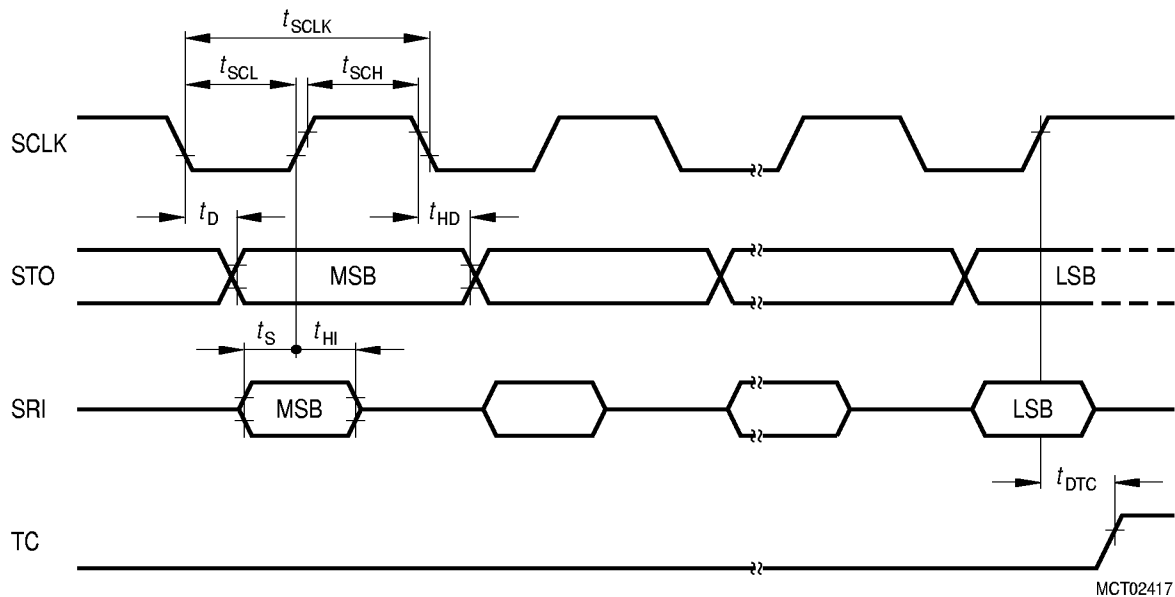 tSCLK
tSCL
tSCH
SCLK
tD
tHD
STO
MSB
LSB
tS
tHI
SRI
MSB
LSB
tDTC
TC
MCT02417